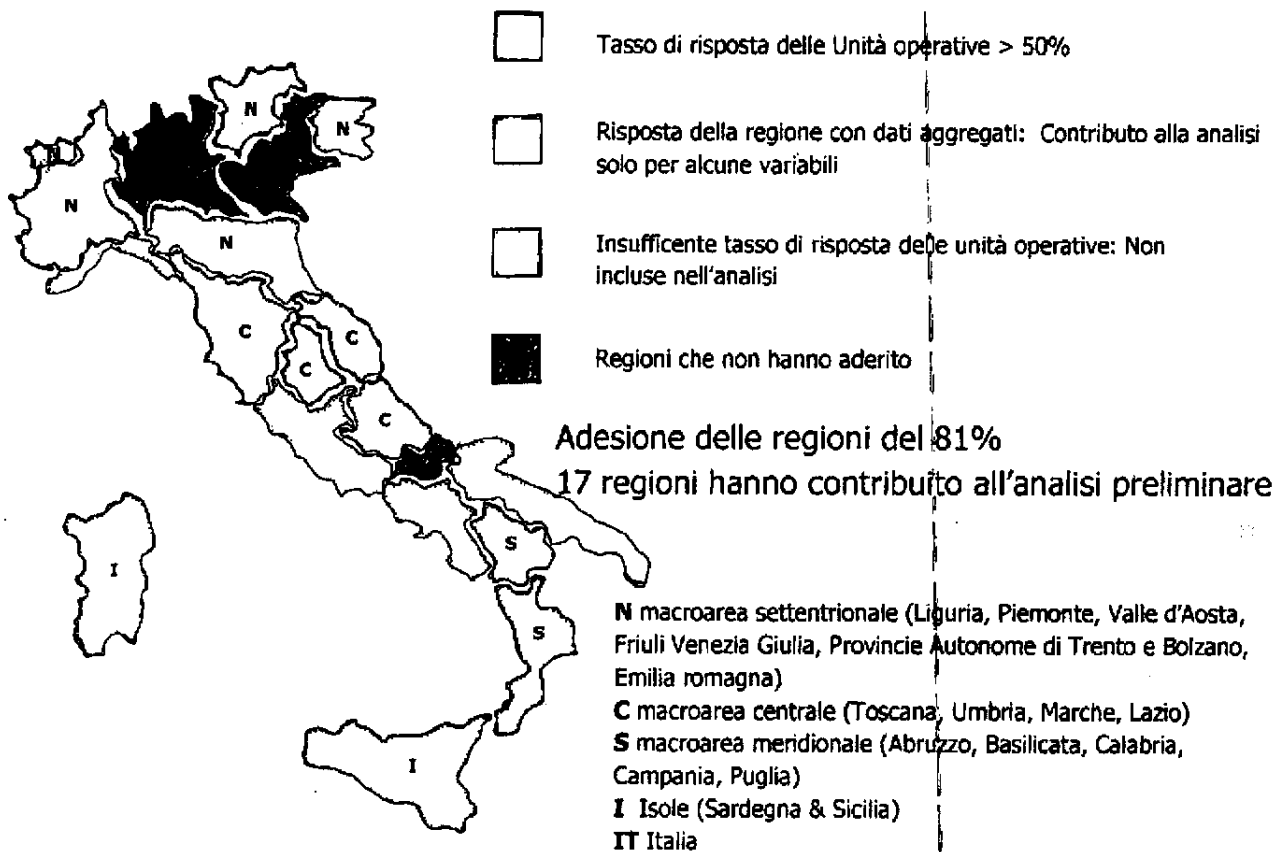 Tasso di risposta delle Unità operative > 50%
Risposta della regione con dati aggregati: Contributo alla analisi
solo per alcune variabili
Insufficente tasso di risposta delle unità operative: Non
incluse nell'analisi
Regioni che non hanno aderito
Adesione delle regioni del 81%
17 regioni hanno contribuito all'analisi preliminare
N
N
N
N
N
C
C
C
C
S
S
I
I
N macroarea settentrionale (Liguria, Piemonte, Valle d'Aosta,
Friuli Venezia Giulia, Provincie Autonome di Trento e Bolzano,
Emilia romagna)
C macroarea centrale (Toscana, Umbria, Marche, Lazio)
S macroarea meridionale (Abruzzo, Basilicata, Calabria,
Campania, Puglia)
I Isole (Sardegna & Sicilia)
IT Italia